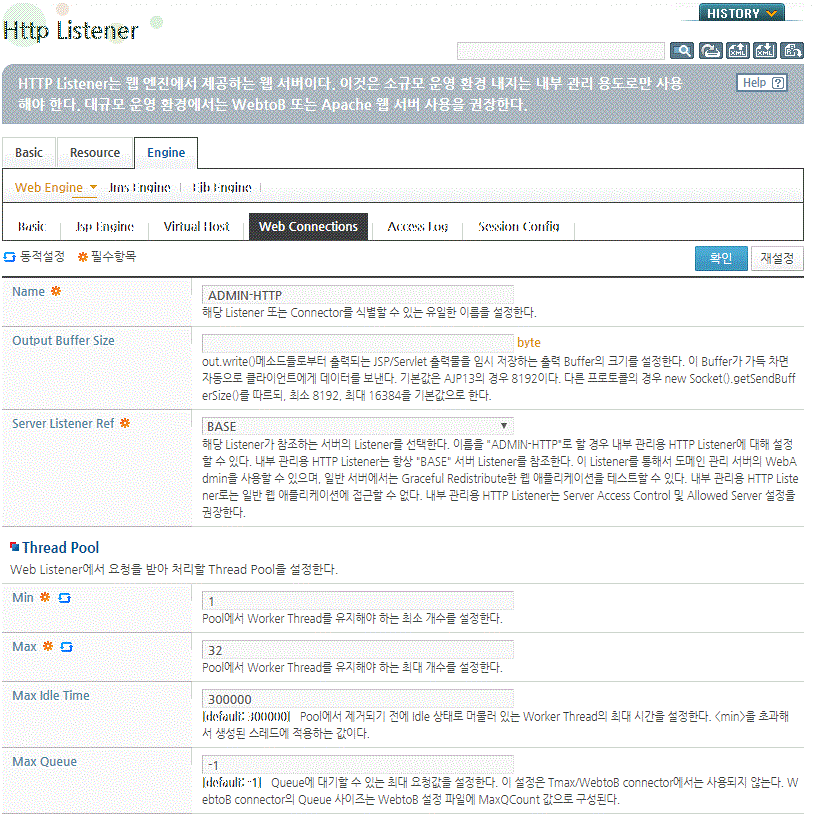 HISTORY
Http Listener
HTTP Listener는 웹 엔진에서 제공하는 웹 서버이다. 이것은 소규모 운영 환경 내지는 내부 관리 용도로만 사용
해야 한다. 대규모 운영 환경에서는 WebtoB 또는 Apache 웹 서버 사용을 권장한다.
Help ?
Basic Resource Engine
Web Engine Jms Engine Ejb Engine
Basic Jsp Engine Virtual Host Web Connections Access Log Session Config
동적설정 필수항목 확인 재설정
Name ADMIN-HTTP
해당 Listener 또는 Connector를 식별할 수 있는 유일한 이름을 설정한다.
Output Buffer Size byte
out.write()메소드들로부터 출력되는 JSP/Servlet 출력물을 임시 저장하는 출력 Buffer의 크기를 설정한다. 이 Buffer가 가득 차면
자동으로 클라이언트에게 데이터를 보낸다. 기본값은 AJP13의 경우 8192이다. 다른 프로토콜의 경우 new Socket().getSendBuff
erSize()를 따르되, 최소 8192, 최대 16384을 기본값으로 한다.
Server Listener Ref BASE
해당 Listener가 참조하는 서버의 Listener를 선택한다. 이름을 "ADMIN-HTTP"로 할 경우 내부 관리용 HTTP Listener에 대해 설정
할 수 있다. 내부 관리용 HTTP Listener는 항상 "BASE" 서버 Listener를 참조한다. 이 Listener를 통해서 도메인 관리 서버의 WebA
dmin을 사용할 수 있으며, 일반 서버에서는 Graceful Redistribute한 웹 애플리케이션을 테스트할 수 있다. 내부 관리용 HTTP Liste
ner로는 일반 웹 애플리케이션에 접근할 수 없다. 내부 관리용 HTTP Listener는 Server Access Control 및 Allowed Server 설정을
권장한다.
Thread Pool
Web Listener에서 요청을 받아 처리할 Thread Pool을 설정한다.
Min 1
Pool에서 Worker Thread를 유지해야 하는 최소 개수를 설정한다.
Max 32
Pool에서 Worker Thread를 유지해야 하는 최대 개수를 설정한다.
Max Idle Time 300000
[default: 300000] Pool에서 제거되기 전에 Idle 상태로 머물러 있는 Worker Thread의 최대 시간을 설정한다. <min>을 초과해
서 생성된 스레드에 적용하는 값이다.
Max Queue -1
[default: -1] Queue에 대기할 수 있는 최대 요청값을 설정한다. 이 설정은 Tmax/WebtoB connector에서는 사용되지 않는다. W
ebtoB connector의 Queue 사이즈는 WebtoB 설정 파일에 MaxQCount 값으로 구성된다.